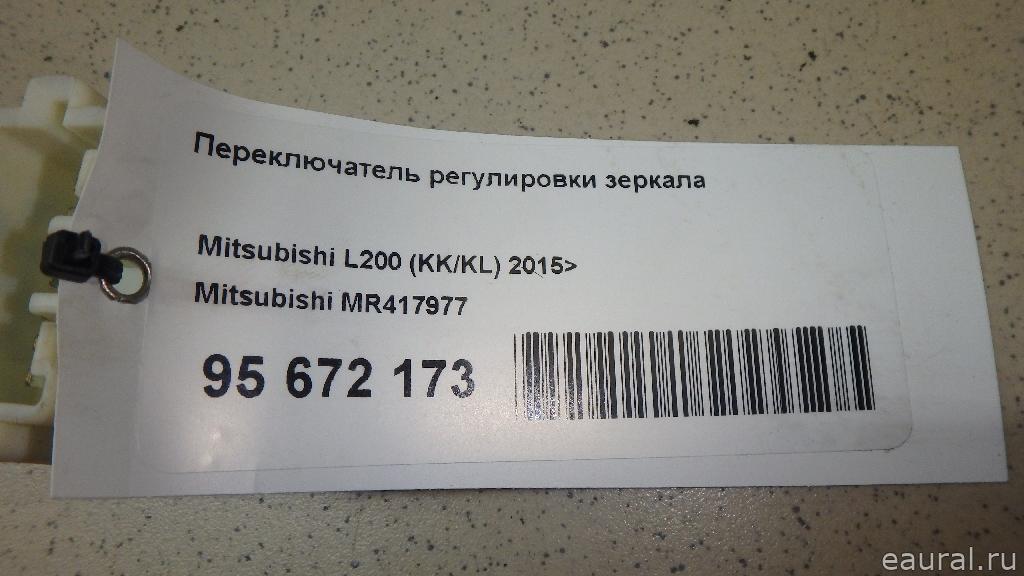 Переключатель регулировки зеркала
Mitsubishi L200 (KK/KL) 2015>
Mitsubishi MR417977
95 672 173
eaural.ru